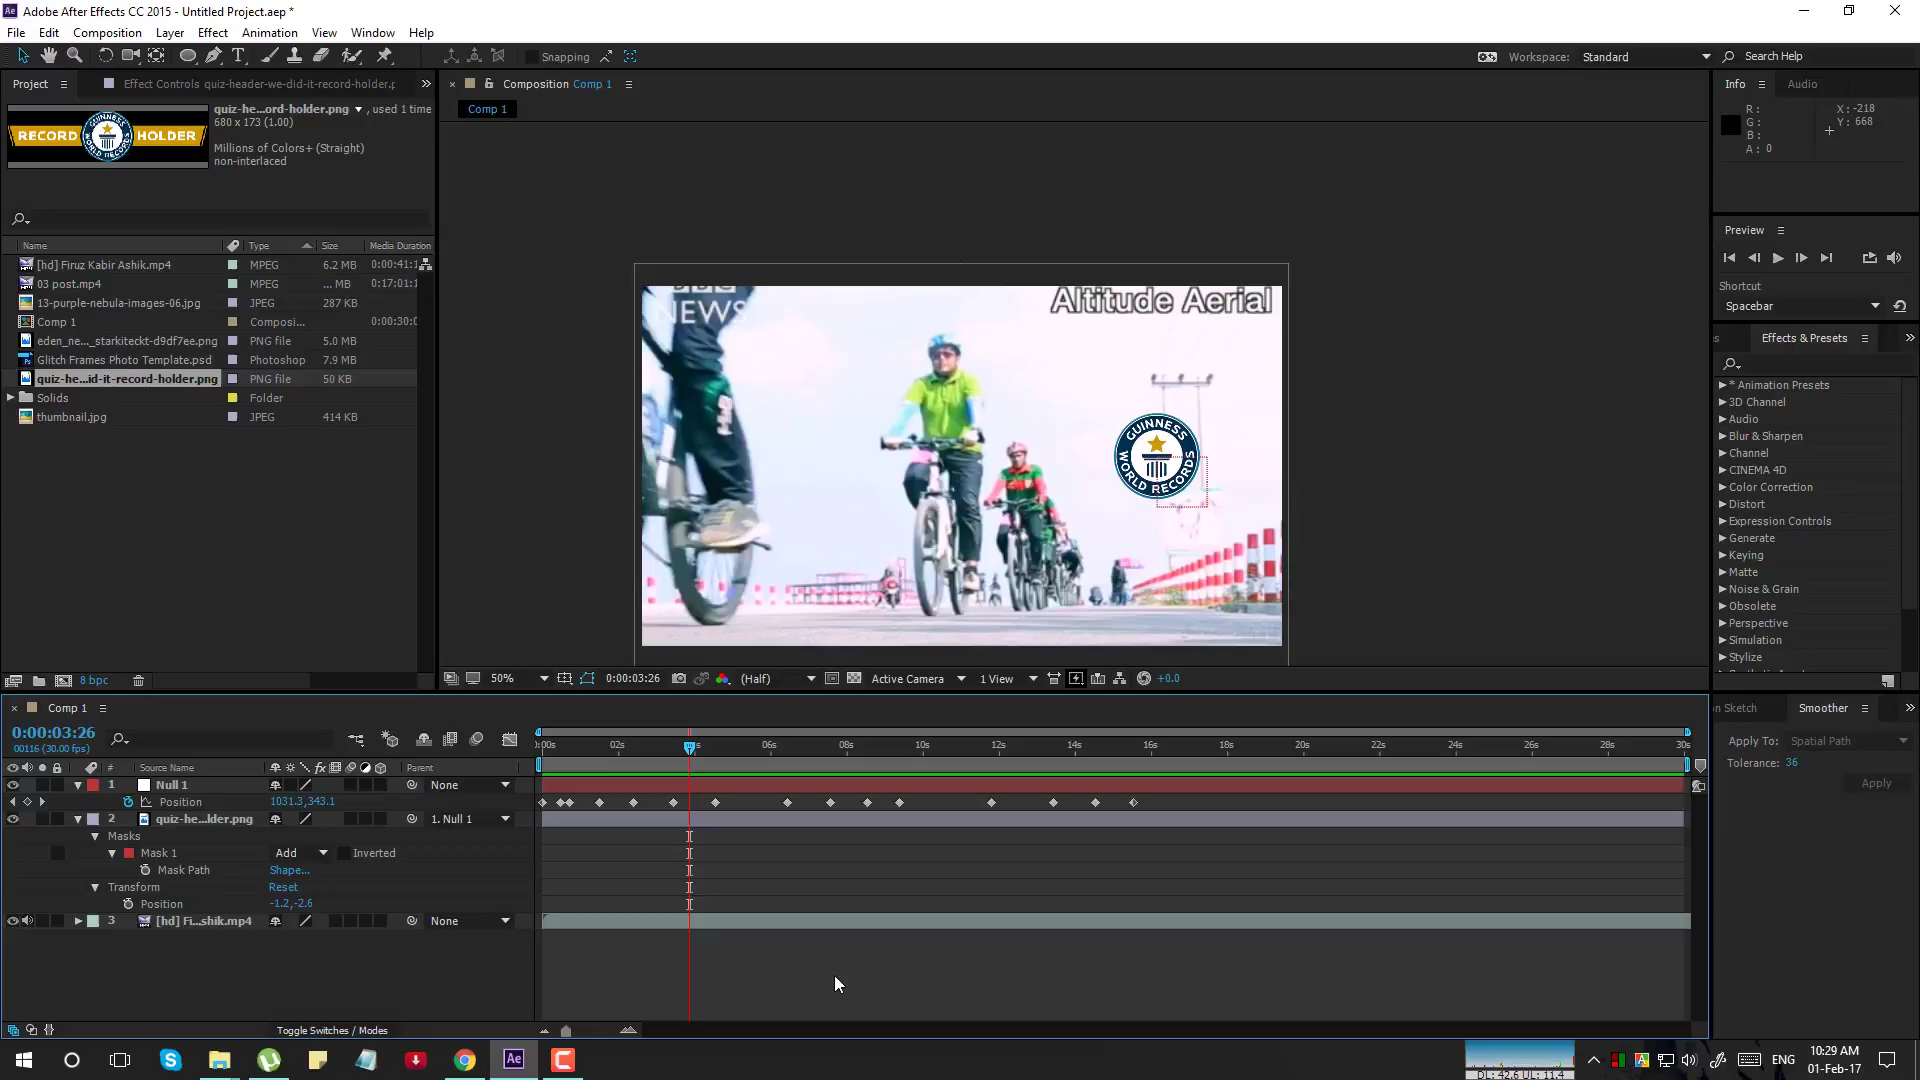 Adobe After Effects CC 2015 - Untitled Project.aep *
File Edit Composition Layer Effect Animation View Window Help
Snapping
Workspace: Standard
Search Help
Project
Effect Controls quiz-header-we-did-it-record-holder.p
RECORD GUINNESS HOLDER
quiz-he...ord-holder.png , used 1 time
680 x 173 (1.00)
Millions of Colors+ (Straight)
non-interlaced
Name Type Size Media Duration
[hd] Firuz Kabir Ashik.mp4 MPEG 6.2 MB 0:00:41:1
03 post.mp4 MPEG ... MB 0:17:01:1
13-purple-nebula-images-06.jpg JPEG 287 KB
Comp 1 Composi... 0:00:30:0
eden_ne..._starkiteckt-d9df7ee.png PNG file 5.0 MB
Glitch Frames Photo Template.psd Photoshop 7.9 MB
quiz-he...id-it-record-holder.png PNG file 50 KB
Solids Folder
thumbnail.jpg JPEG 414 KB
8 bpc
Composition Comp 1
Comp 1
NEWS
Altitude Aerial
GUINNESS
WORLD RECORDS
50% 0:00:03:26 (Half) Active Camera 1 View +0.0
Info Audio
R: X: -218
G: Y: 668
B:
A: 0
Preview
Shortcut
Spacebar
Effects & Presets
* Animation Presets
3D Channel
Audio
Blur & Sharpen
Channel
CINEMA 4D
Color Correction
Distort
Expression Controls
Generate
Keying
Matte
Noise & Grain
Obsolete
Perspective
Simulation
Stylize
Comp 1
0:00:03:26
00116 (30.00 fps)
:00s 02s 06s 08s 10s 12s 14s 16s 18s 20s 22s 24s 26s 28s 30s
# Source Name fx Parent
1 Null 1 None
Position 1031.3,343.1
2 quiz-he...lder.png 1. Null 1
Masks
Mask 1 Add Inverted
Mask Path Shape...
Transform Reset
Position -1.2,-2.6
3 [hd] Fi...shik.mp4 None
Toggle Switches / Modes
n Sketch Smoother
Apply To: Spatial Path
Tolerance: 36
Apply
DL: 42.6 UL: 11.4
ENG
10:29 AM
01-Feb-17